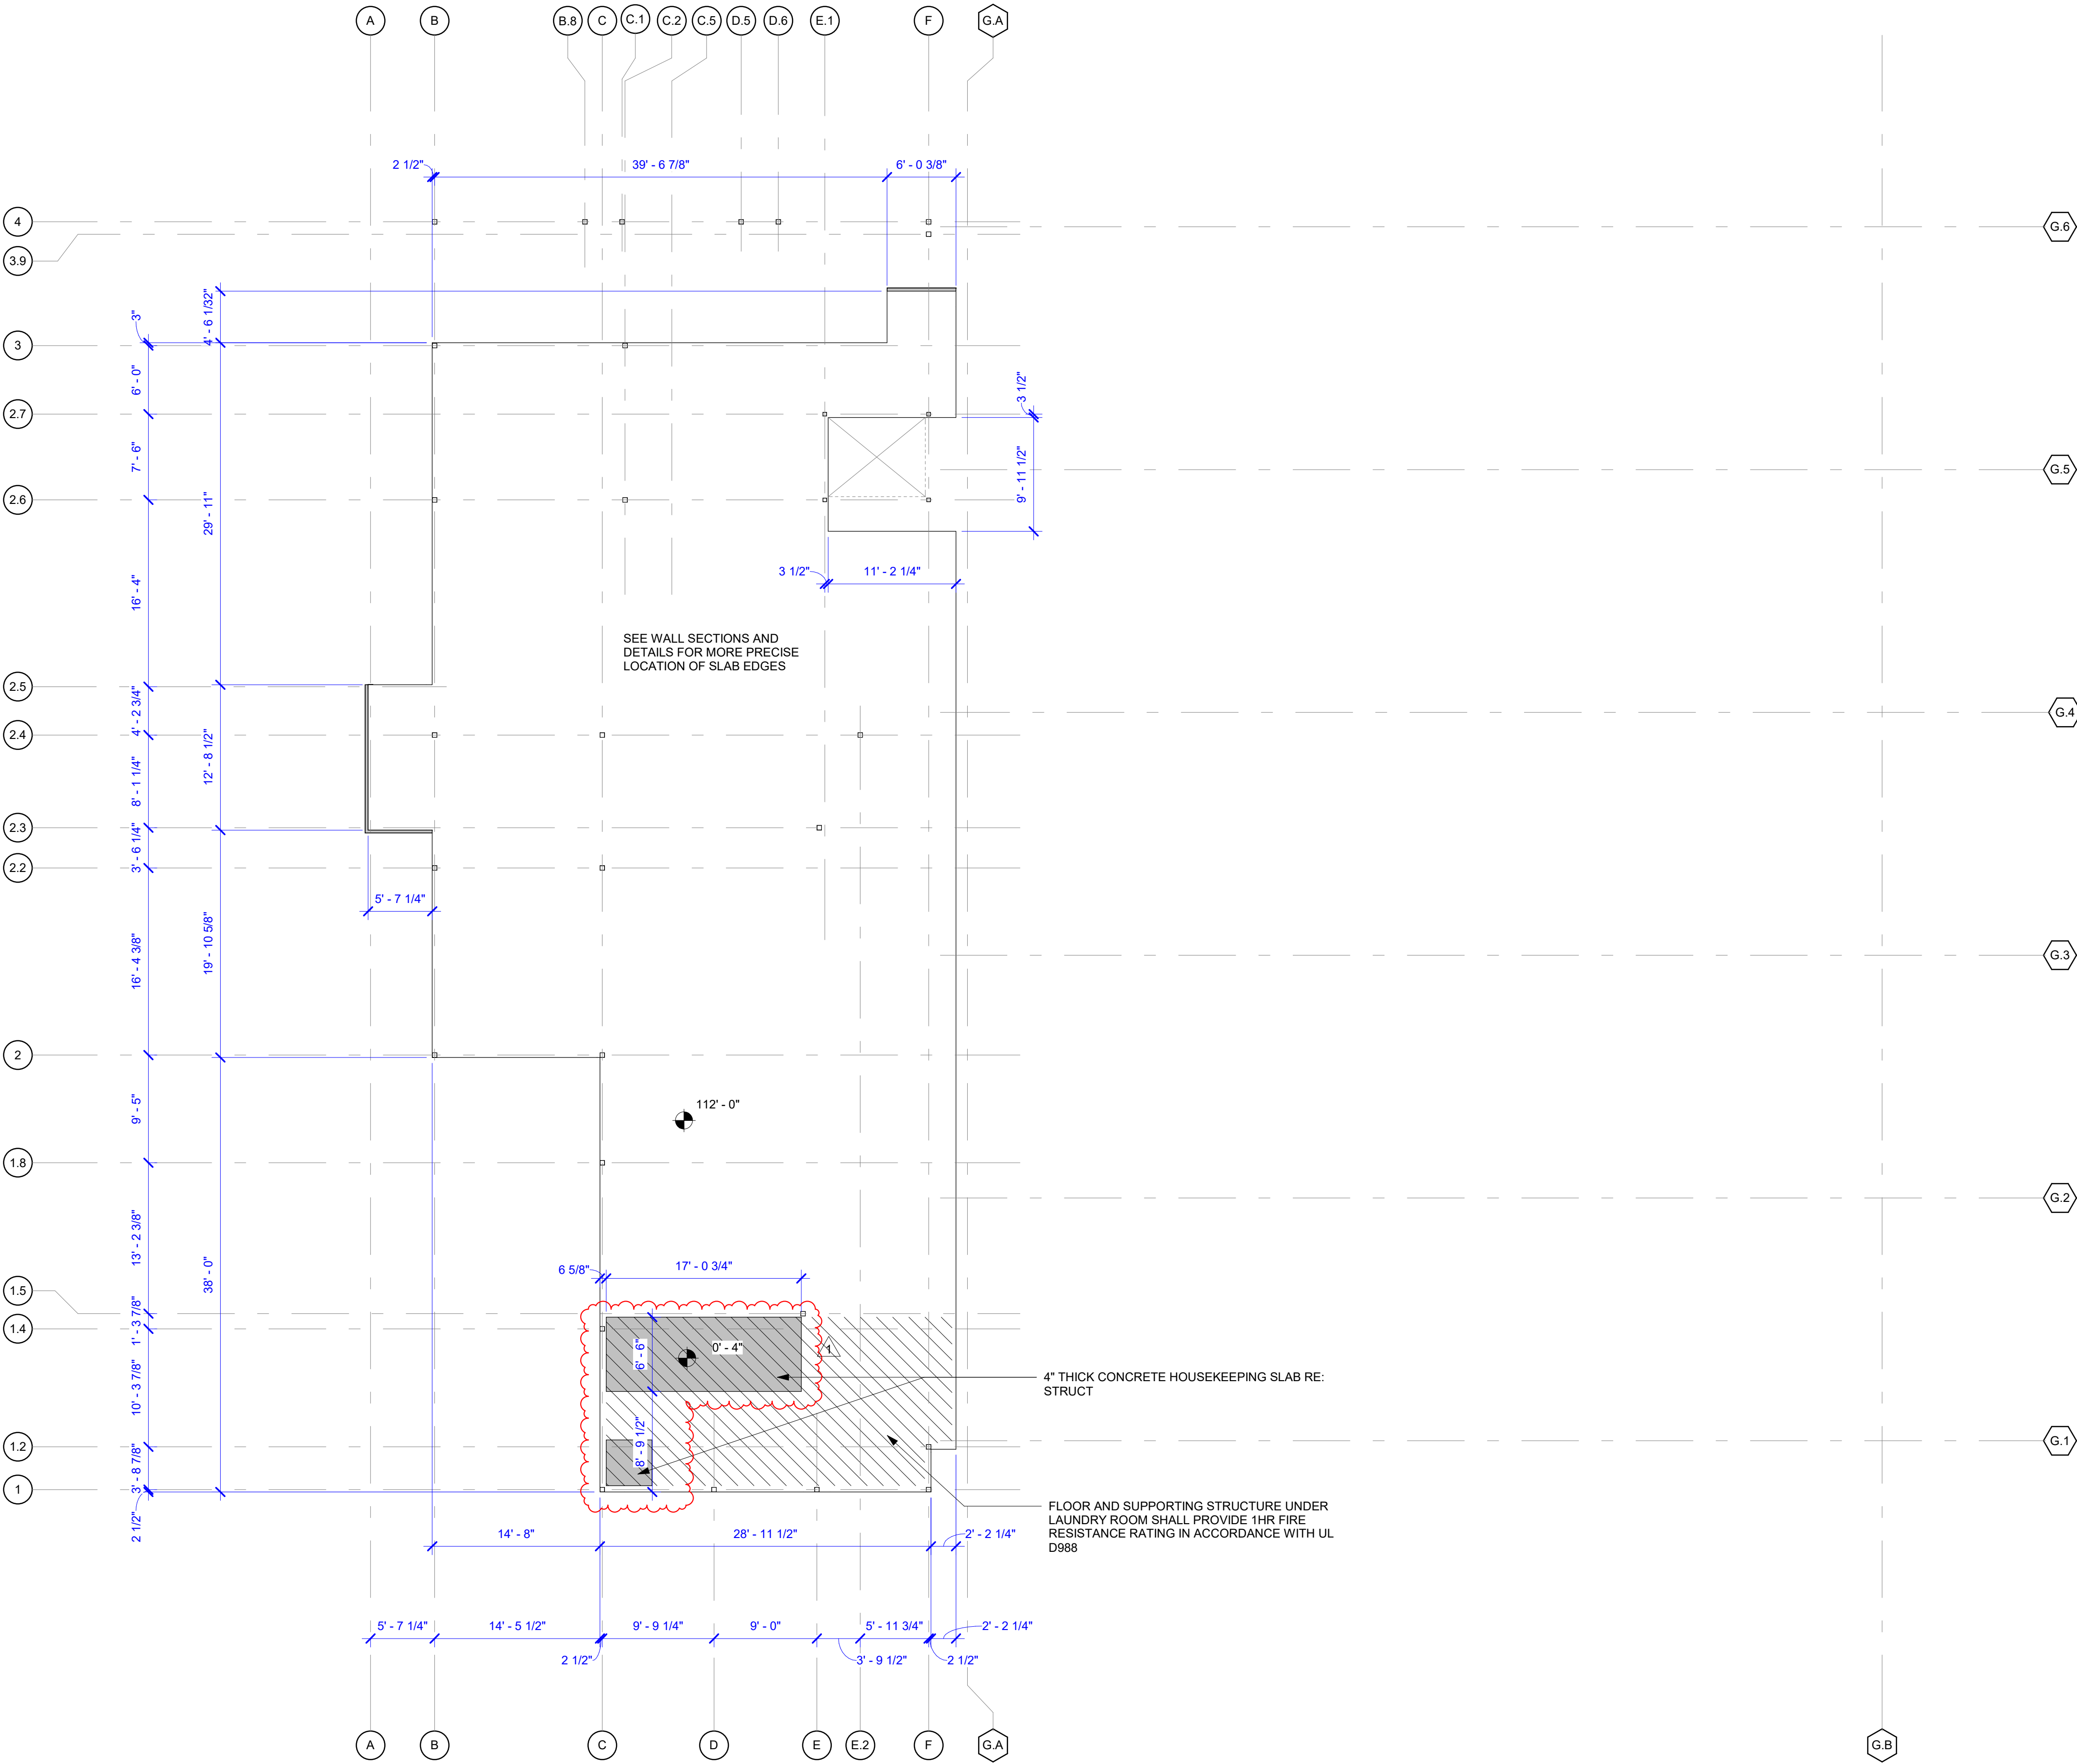 A
B
B.8
C
C.1
C.2
C.5
D.5
D.6
E.1
F
G.A
2 1/2"
39' - 6 7/8"
6' - 0 3/8"
4
G.6
3.9
3"
4' - 6 1/32"
3
6' - 0"
3 1/2"
2.7
7' - 6"
G.5
9' - 11 1/2"
2.6
29' - 11"
3 1/2"
11' - 2 1/4"
16' - 4"
SEE WALL SECTIONS AND
DETAILS FOR MORE PRECISE
LOCATION OF SLAB EDGES
2.5
4' - 2 3/4"
G.4
2.4
12' - 8 1/2"
8' - 1 1/4"
2.3
3' - 6 1/4"
2.2
5' - 7 1/4"
19' - 10 5/8"
16' - 4 3/8"
G.3
2
112' - 0"
9' - 5"
1.8
G.2
13' - 2 3/8"
38' - 0"
6 5/8"
17' - 0 3/4"
1.5
1' - 3 7/8"
1.4
6' - 6"
0' - 4"
1
4" THICK CONCRETE HOUSEKEEPING SLAB RE:
STRUCT
10' - 3 7/8"
8' - 9 1/2"
1.2
G.1
3' - 8 7/8"
1
2 1/2"
FLOOR AND SUPPORTING STRUCTURE UNDER
LAUNDRY ROOM SHALL PROVIDE 1HR FIRE
RESISTANCE RATING IN ACCORDANCE WITH UL
D988
14' - 8"
28' - 11 1/2"
2' - 2 1/4"
5' - 7 1/4"
14' - 5 1/2"
9' - 9 1/4"
9' - 0"
5' - 11 3/4"
2' - 2 1/4"
2 1/2"
3' - 9 1/2"
2 1/2"
A
B
C
D
E
E.2
F
G.A
G.B